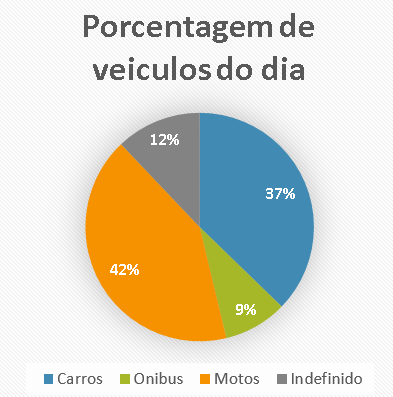 Porcentagem de
veiculos do dia
12%
37%
42%
9%
Carros Onibus Motos Indefinido